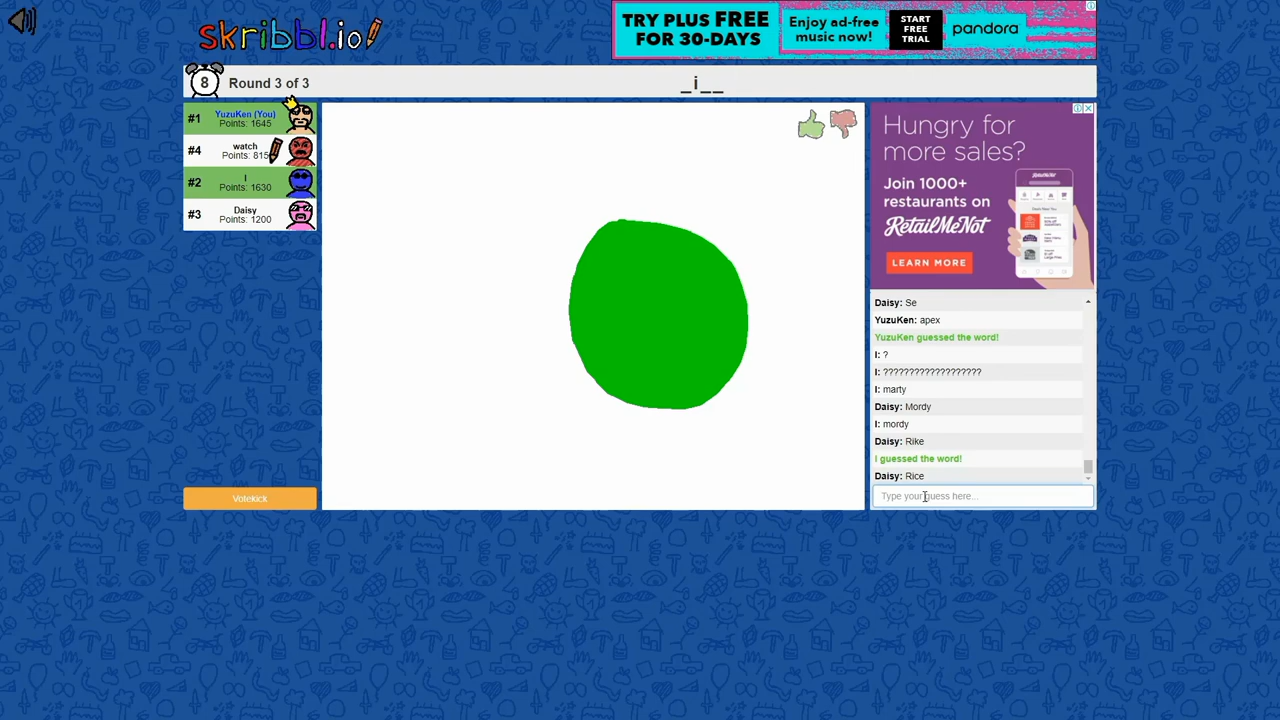 skribbl.io
TRY PLUS FREE
FOR 30-DAYS
Enjoy ad-free
music now!
START
FREE
TRIAL
pandora
8
Round 3 of 3
_i__
#1
YuzuKen (You)
Points: 1645
#4
watch
Points: 815
#2
I
Points: 1630
#3
Daisy
Points: 1200
Votekick
Hungry for
more sales?
Join 1000+
restaurants on
RetailMeNot
LEARN MORE
RetailMeNot
Daisy: Se
YuzuKen: apex
YuzuKen guessed the word!
I: ?
I: ???????????????????
I: marty
Daisy: Mordy
I: mordy
Daisy: Rike
I guessed the word!
Daisy: Rice
Type your guess here...